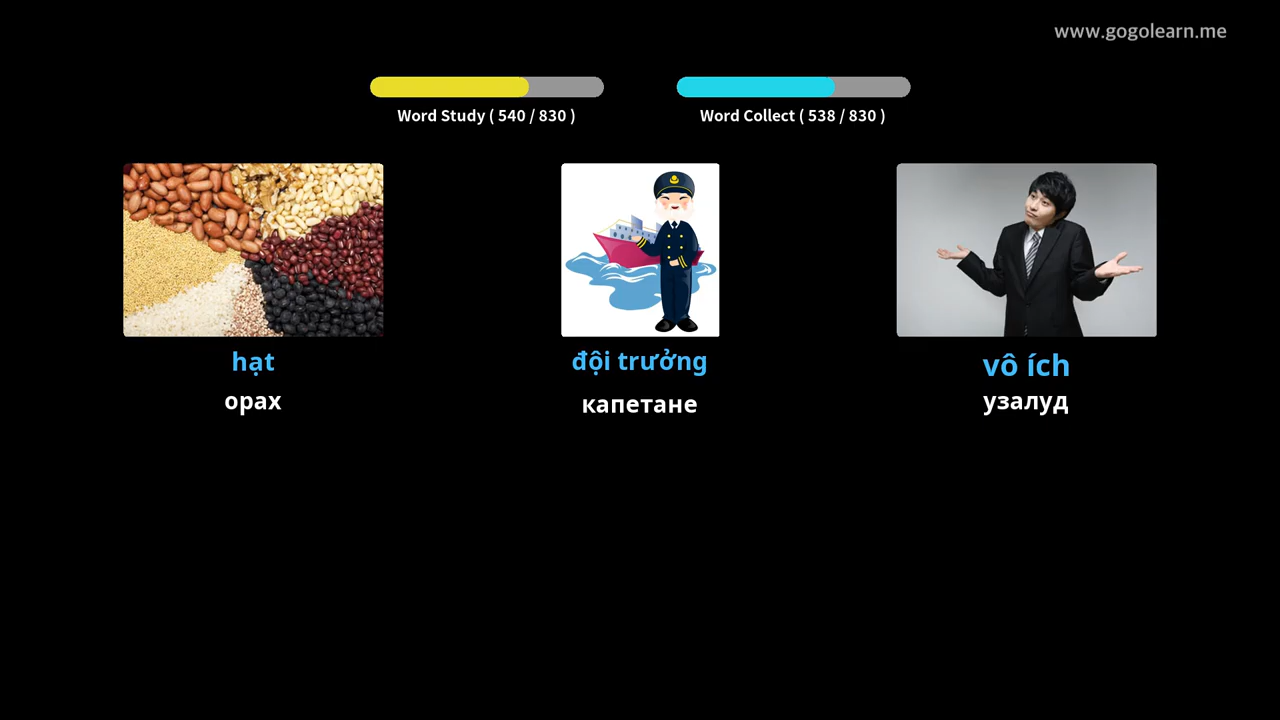 www.gogolearn.me
Word Study ( 540 / 830 )
Word Collect ( 538 / 830 )
hạt
орах
đội trưởng
капетане
vô ích
узалуд